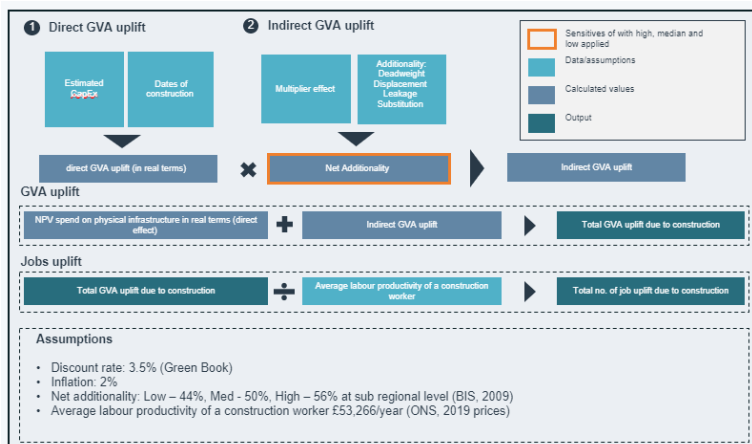 1 Direct GVA uplift
2 Indirect GVA uplift
Sensitives of with high, median and
low applied
Data/assumptions
Calculated values
Output
Estimated
CapEx
Dates of
construction
Multiplier effect
Additionality:
Deadweight
Displacement
Leakage
Substitution
direct GVA uplift (in real terms)
Net Additionality
Indirect GVA uplift
GVA uplift
NPV spend on physical infrastructure in real terms (direct
effect)
Indirect GVA uplift
Total GVA uplift due to construction
Jobs uplift
Total GVA uplift due to construction
Average labour productivity of a construction
worker
Total no. of job uplift due to construction
Assumptions
• Discount rate: 3.5% (Green Book)
• Inflation: 2%
• Net additionality: Low – 44%, Med - 50%, High – 56% at sub regional level (BIS, 2009)
• Average labour productivity of a construction worker £53,266/year (ONS, 2019 prices)